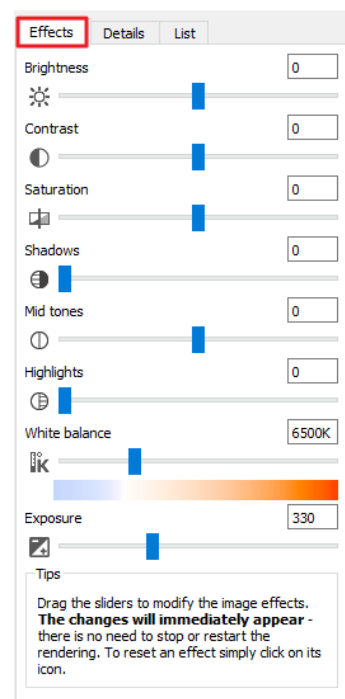 Effects Details List
Brightness 0
Contrast 0
Saturation 0
Shadows 0
Mid tones 0
Highlights 0
White balance 6500K
K
Exposure 330
Tips
Drag the sliders to modify the image effects.
The changes will immediately appear -
there is no need to stop or restart the
rendering. To reset an effect simply click on its
icon.